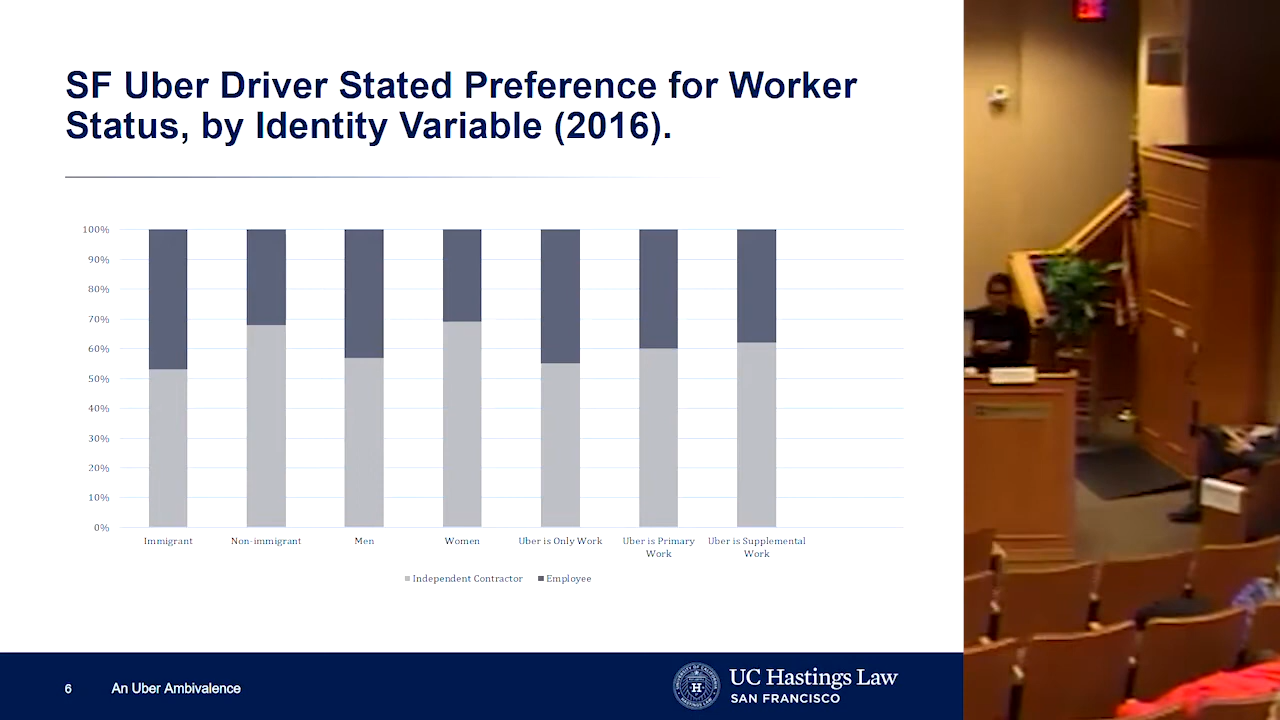 SF Uber Driver Stated Preference for Worker
Status, by Identity Variable (2016).
100%
90%
80%
70%
60%
50%
40%
30%
20%
10%
0%
Immigrant
Non-immigrant
Men
Women
Uber is Only Work
Uber is Primary
Work
Uber is Supplemental
Work
Independent Contractor
Employee
6
An Uber Ambivalence
UC Hastings Law
SAN FRANCISCO